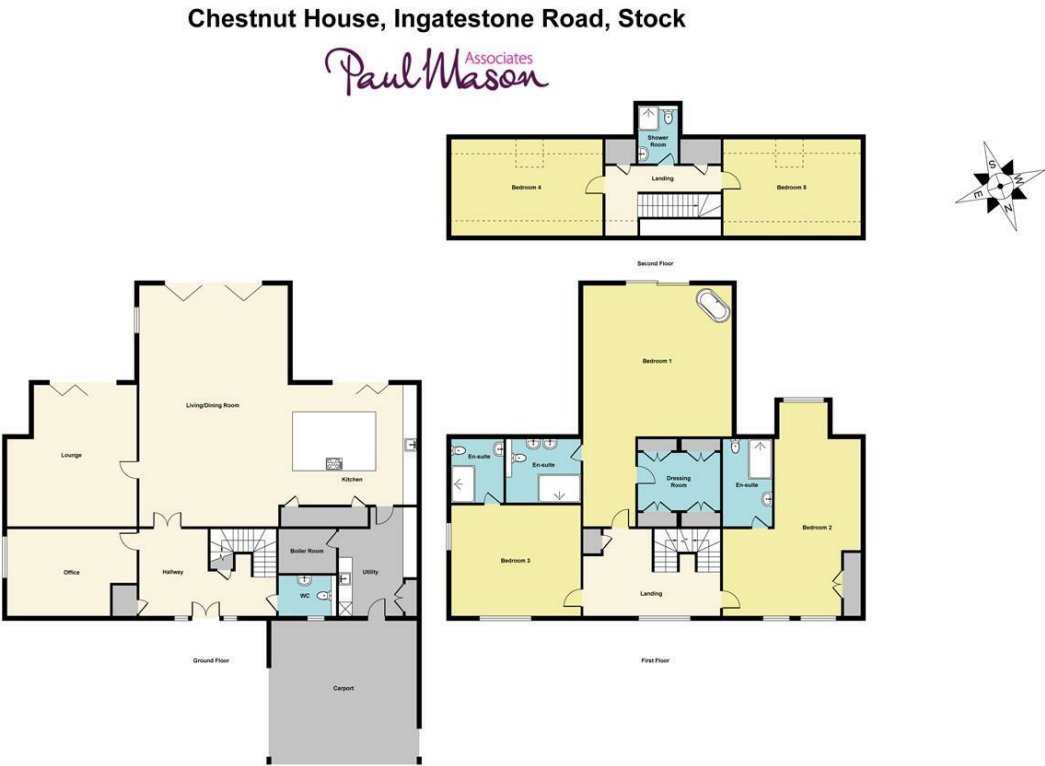 Chestnut House, Ingatestone Road, Stock
Associates
Paul Mason
Shower
Room
Landing
Bedroom 4
Bedroom 5
S
W
E
N
Second Floor
Bedroom 1
Living/Dining Room
Lounge
En-suite
En-suite
Dressing
Room
En-suite
Kitchen
Bedroom 2
Boiler Room
Bedroom 3
Office
Hallway
Utility
WC
Landing
Ground Floor
First Floor
Carport